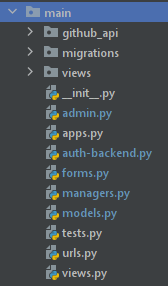 main
github_api
migrations
views
__init__.py
admin.py
apps.py
auth-backend.py
forms.py
managers.py
models.py
tests.py
urls.py
views.py